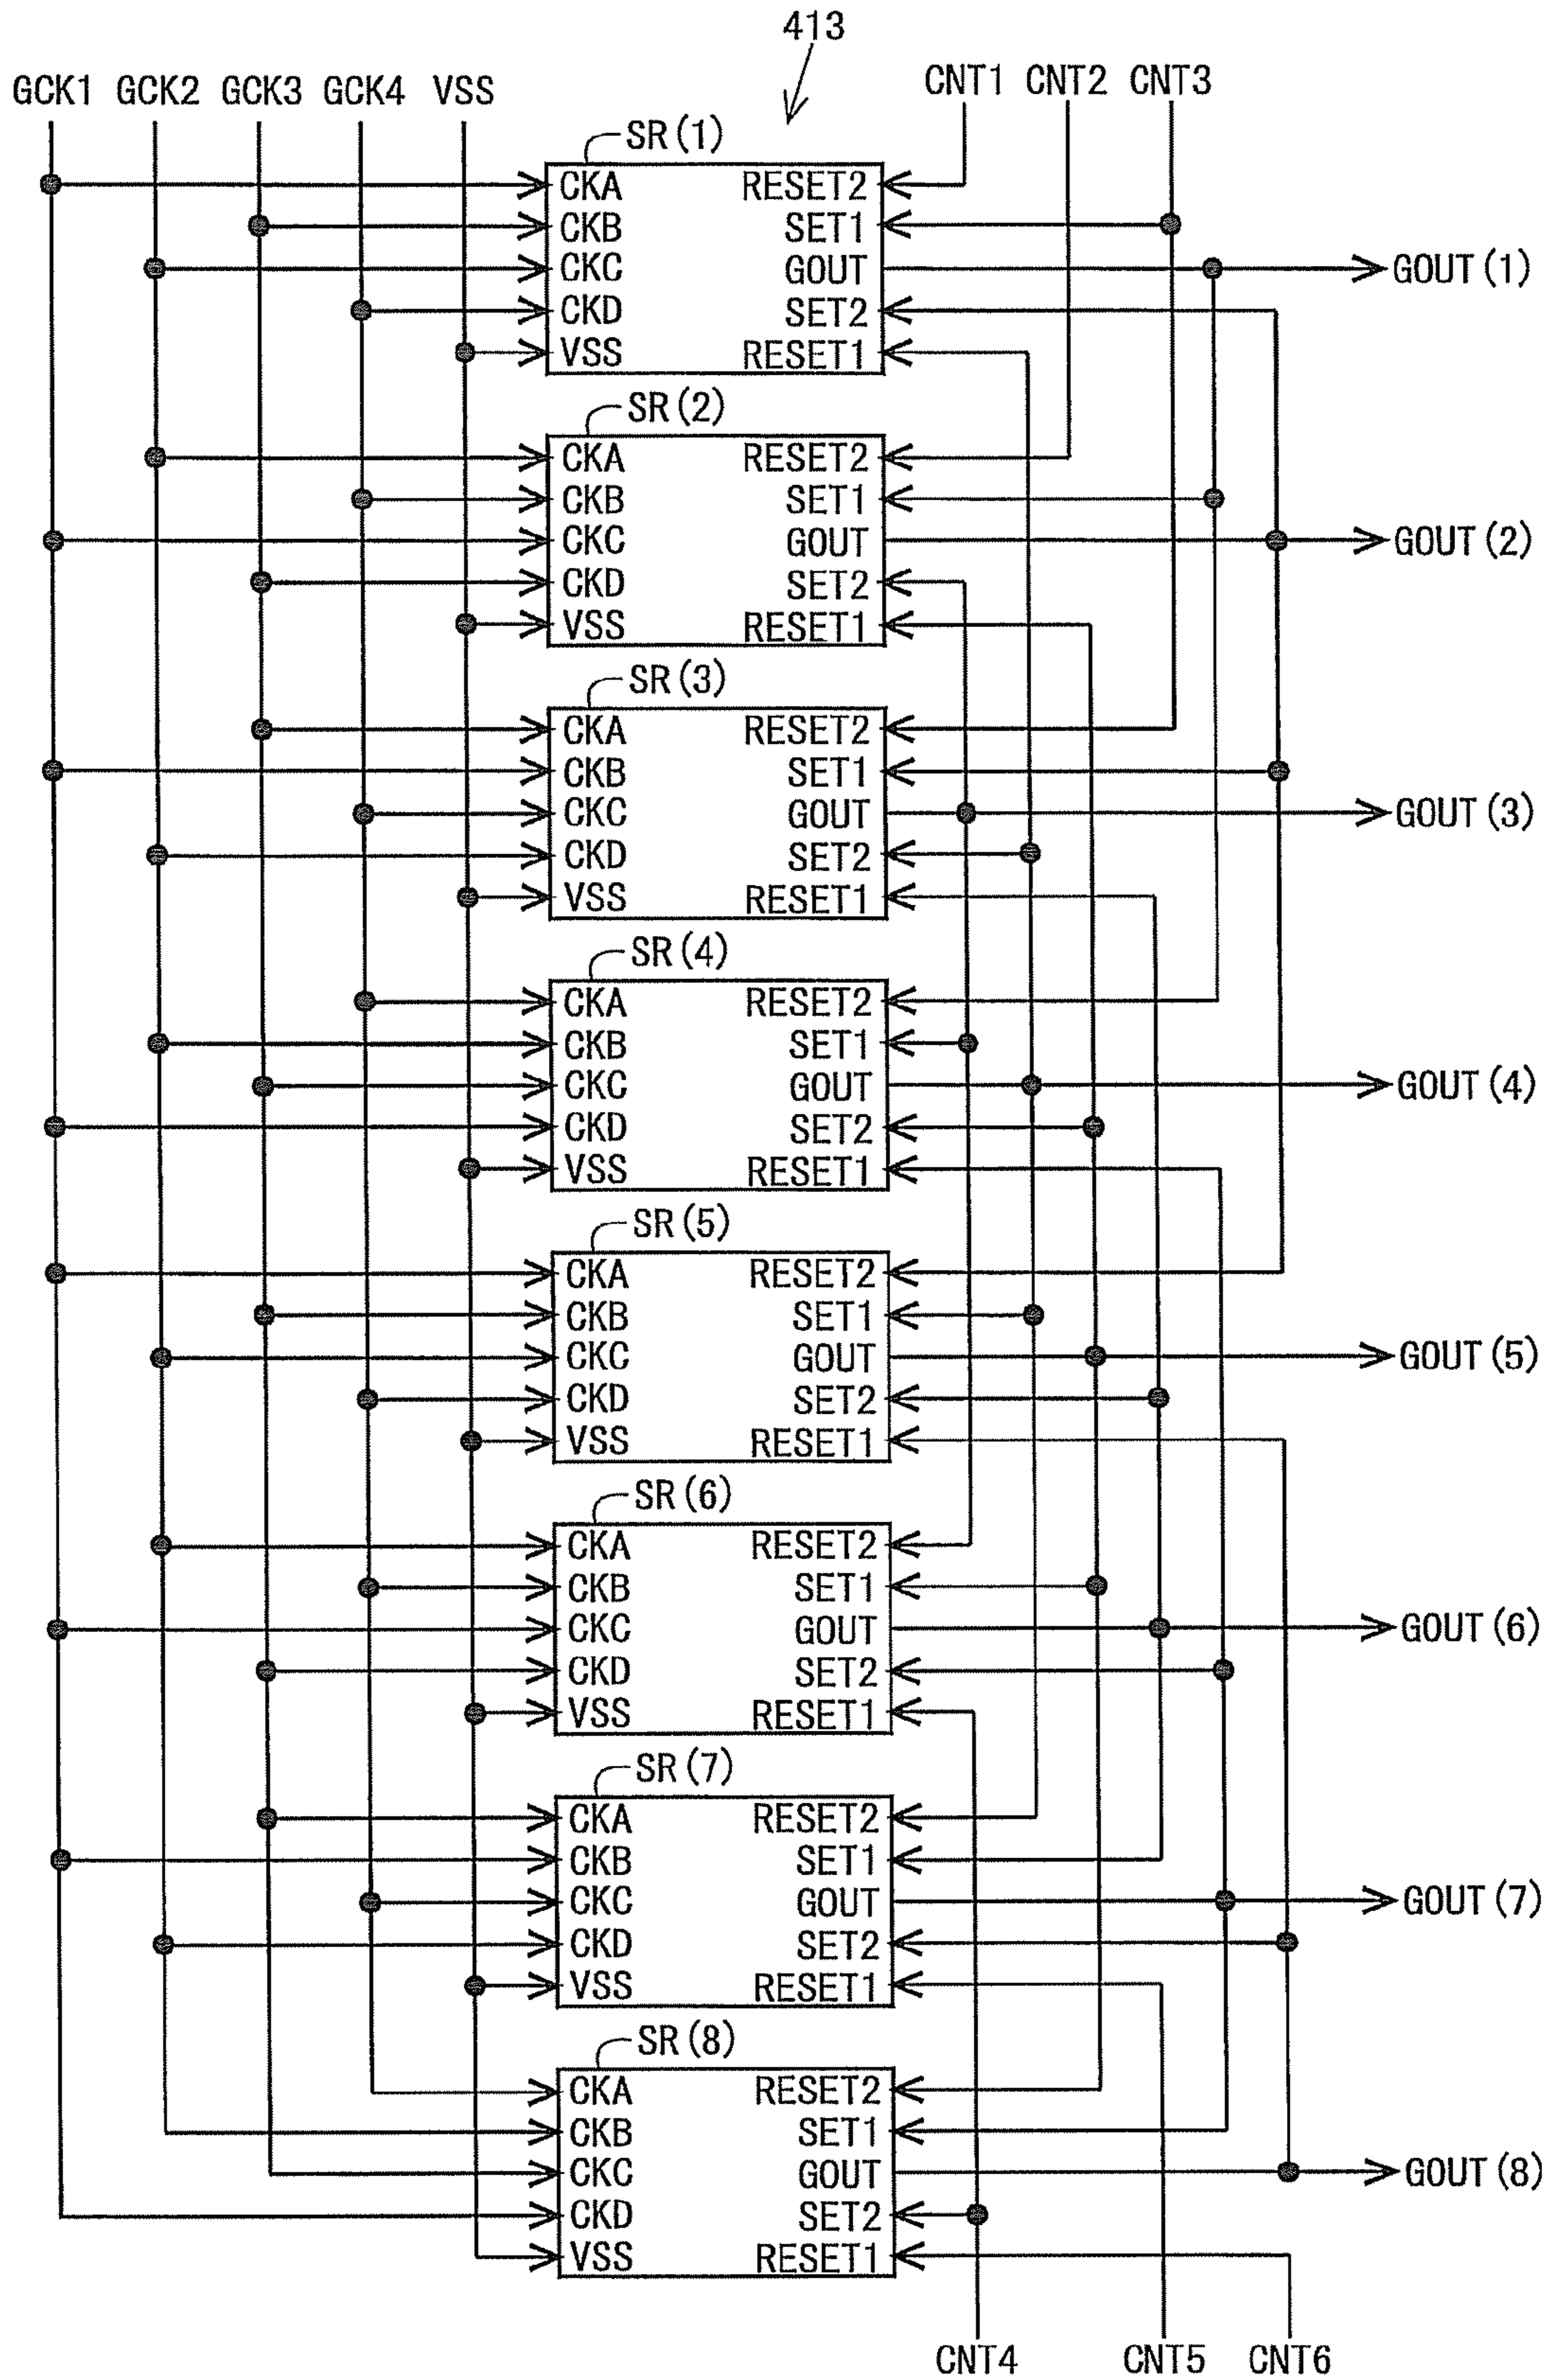 413
GCK1 GCK2 GCK3 GCK4 VSS CNT1 CNT2 CNT3
SR(1)
CKA RESET2
CKB SET1
CKC GOUT GOUT(1)
CKD SET2
VSS RESET1
SR(2)
CKA RESET2
CKB SET1
CKC GOUT GOUT(2)
CKD SET2
VSS RESET1
SR(3)
CKA RESET2
CKB SET1
CKC GOUT GOUT(3)
CKD SET2
VSS RESET1
SR(4)
CKA RESET2
CKB SET1
CKC GOUT GOUT(4)
CKD SET2
VSS RESET1
SR(5)
CKA RESET2
CKB SET1
CKC GOUT GOUT(5)
CKD SET2
VSS RESET1
SR(6)
CKA RESET2
CKB SET1
CKC GOUT GOUT(6)
CKD SET2
VSS RESET1
SR(7)
CKA RESET2
CKB SET1
CKC GOUT GOUT(7)
CKD SET2
VSS RESET1
SR(8)
CKA RESET2
CKB SET1
CKC GOUT GOUT(8)
CKD SET2
VSS RESET1
CNT4 CNT5 CNT6